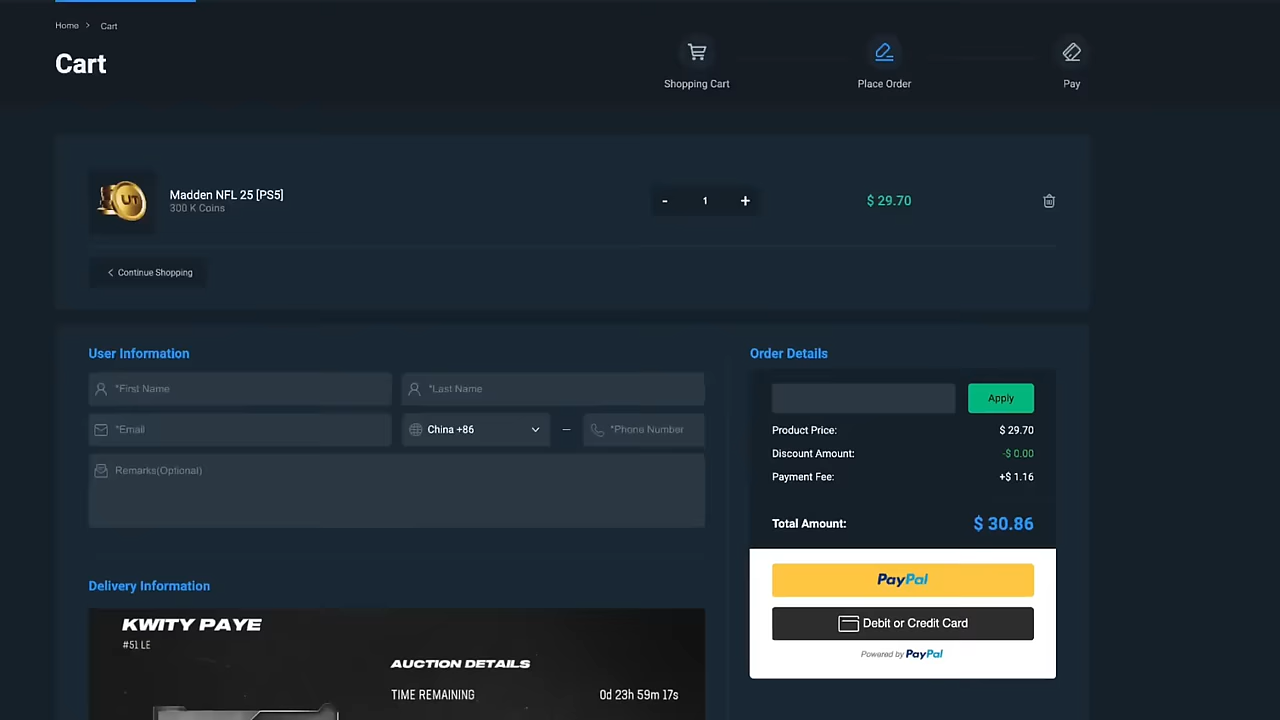 Home > Cart
Cart
Shopping Cart
Place Order
Pay
UT
Madden NFL 25 [PS5]
300 K Coins
- 1 +
$ 29.70
< Continue Shopping
User Information
*First Name
*Last Name
*Email
China +86
*Phone Number
Remarks(Optional)
Order Details
Apply
Product Price: $ 29.70
Discount Amount: -$ 0.00
Payment Fee: +$ 1.16
Total Amount: $ 30.86
PayPal
Debit or Credit Card
Powered by PayPal
Delivery Information
KWITY PAYE
#51 LE
AUCTION DETAILS
TIME REMAINING 0d 23h 59m 17s